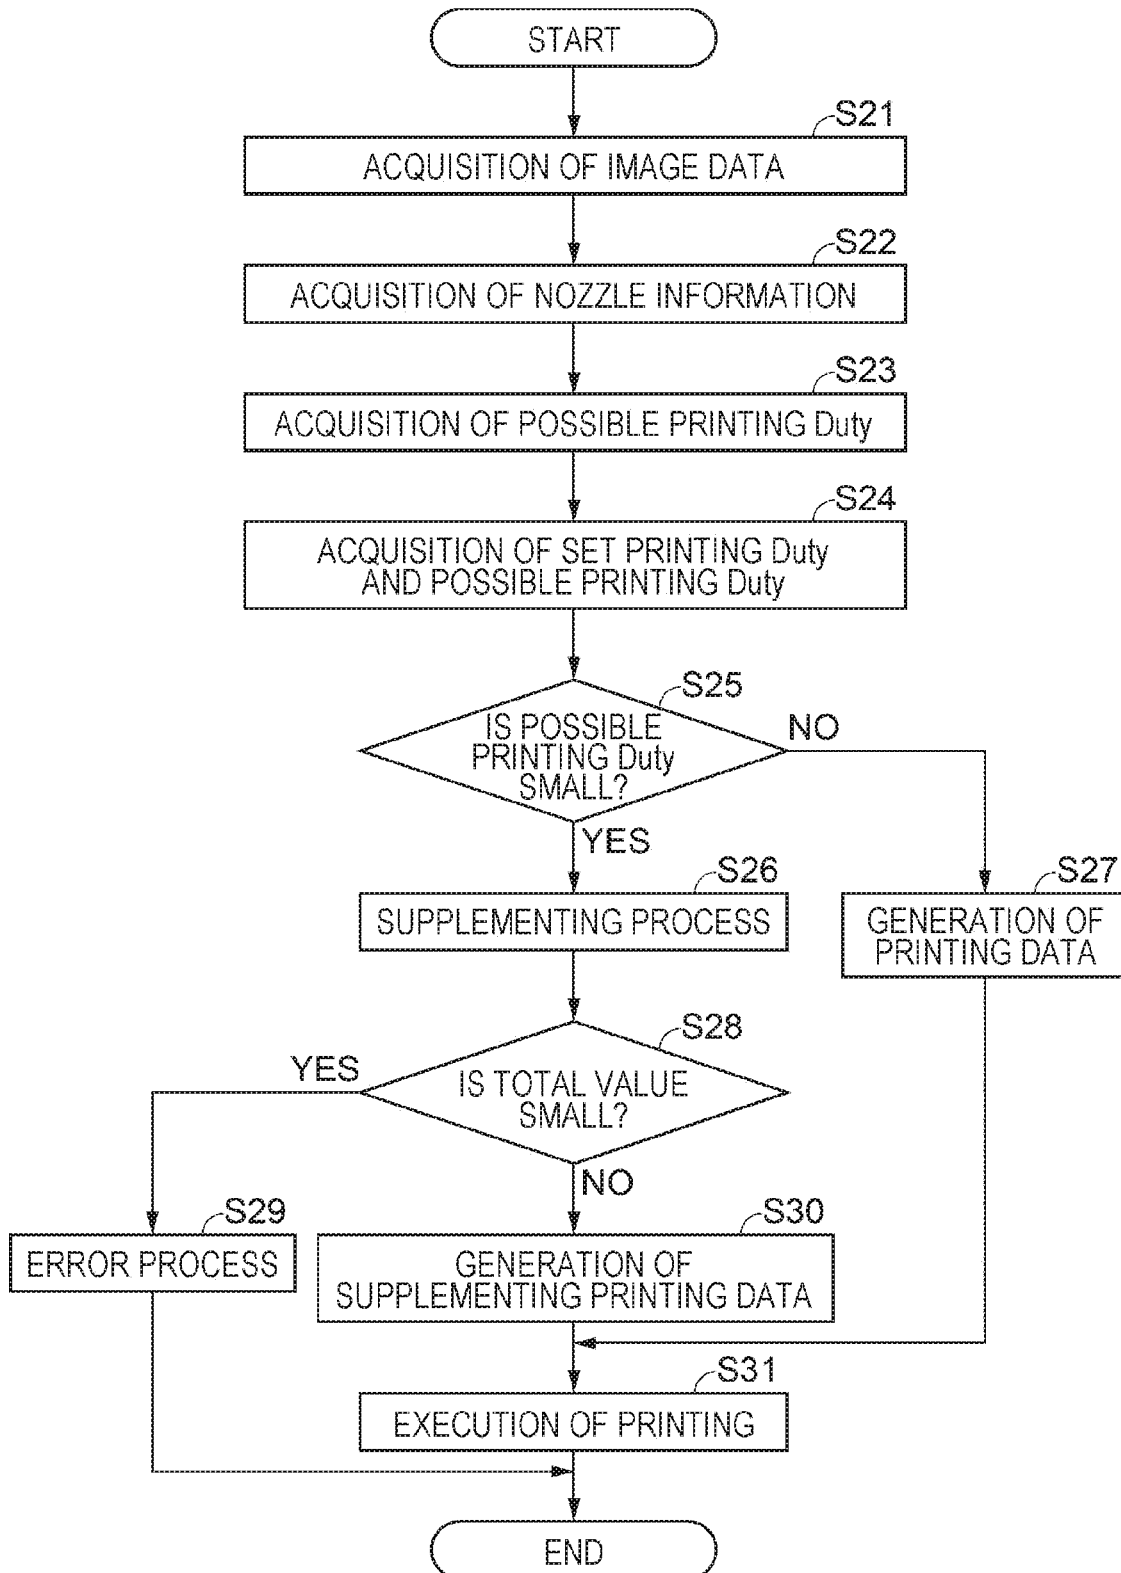 START
S21
ACQUISITION OF IMAGE DATA
S22
ACQUISITION OF NOZZLE INFORMATION
S23
ACQUISITION OF POSSIBLE PRINTING Duty
S24
ACQUISITION OF SET PRINTING Duty
AND POSSIBLE PRINTING Duty
S25
IS POSSIBLE
PRINTING Duty
SMALL?
NO
YES
S26
SUPPLEMENTING PROCESS
S27
GENERATION OF
PRINTING DATA
S28
YES
IS TOTAL VALUE
SMALL?
NO
S29
ERROR PROCESS
S30
GENERATION OF
SUPPLEMENTING PRINTING DATA
S31
EXECUTION OF PRINTING
END